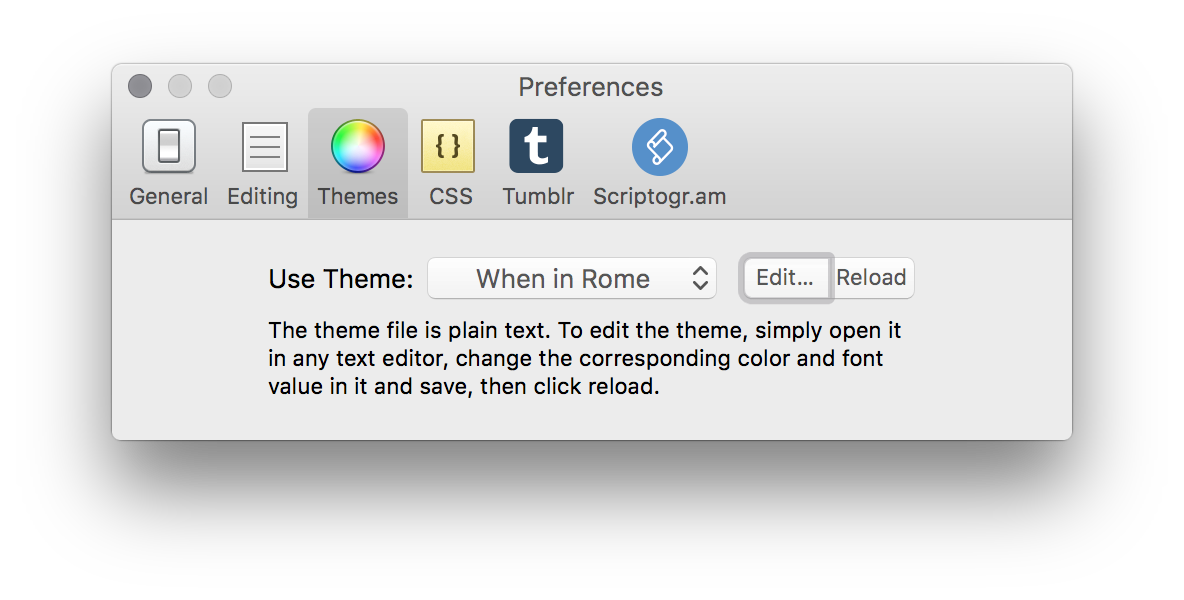 Preferences
General Editing Themes CSS Tumblr Scriptogr.am
Use Theme: When in Rome Edit... Reload
The theme file is plain text. To edit the theme, simply open it
in any text editor, change the corresponding color and font
value in it and save, then click reload.